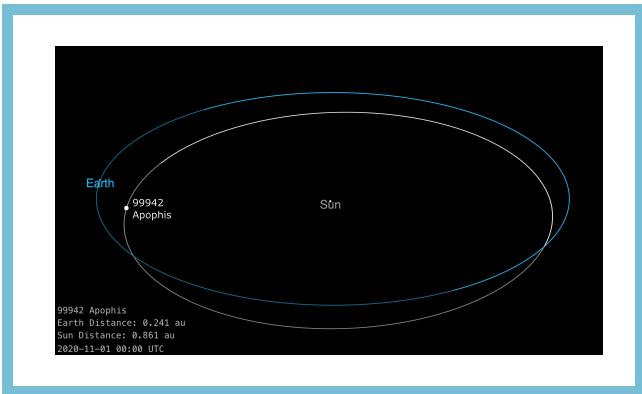 Earth
99942
Apophis
Sun
99942 Apophis
Earth Distance: 0.241 au
Sun Distance: 0.861 au
2020-11-01 00:00 UTC